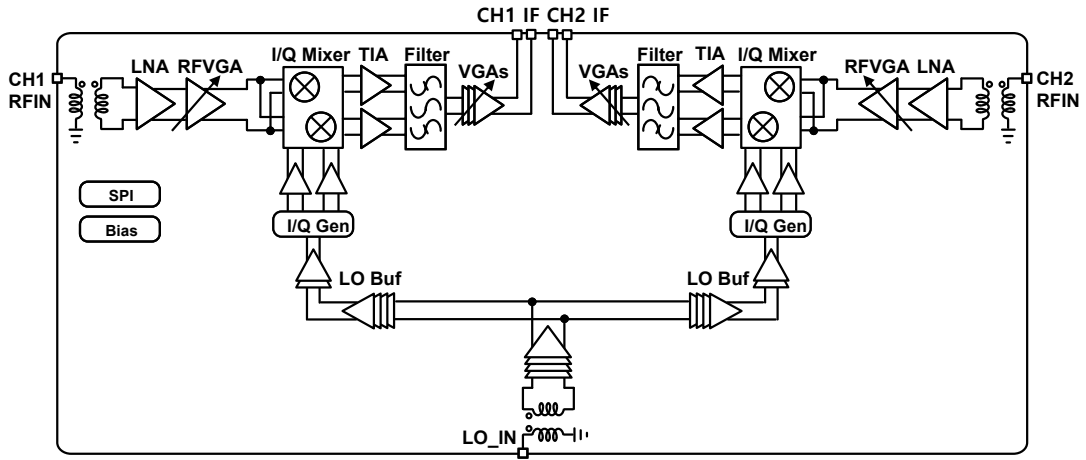 CH1 IF CH2 IF
I/Q Mixer TIA Filter
Filter TIA I/Q Mixer
CH1
RFIN
LNA RFVGA
VGAs
VGAs
RFVGA LNA
CH2
RFIN
SPI
Bias
I/Q Gen
I/Q Gen
LO Buf
LO Buf
LO_IN